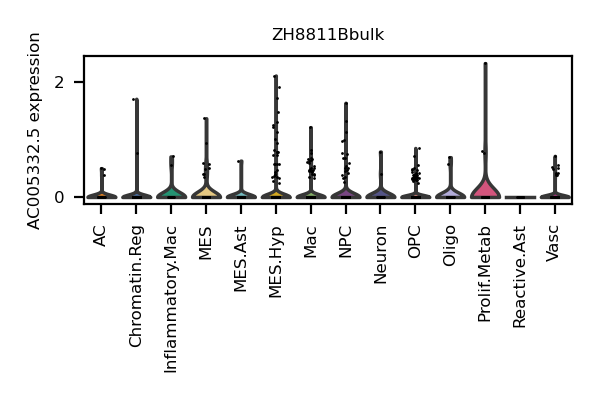 ZH8811Bbulk
AC005332.5 expression
2
0
AC
Chromatin.Reg
Inflammatory.Mac
MES
MES.Ast
MES.Hyp
Mac
NPC
Neuron
OPC
Oligo
Prolif.Metab
Reactive.Ast
Vasc